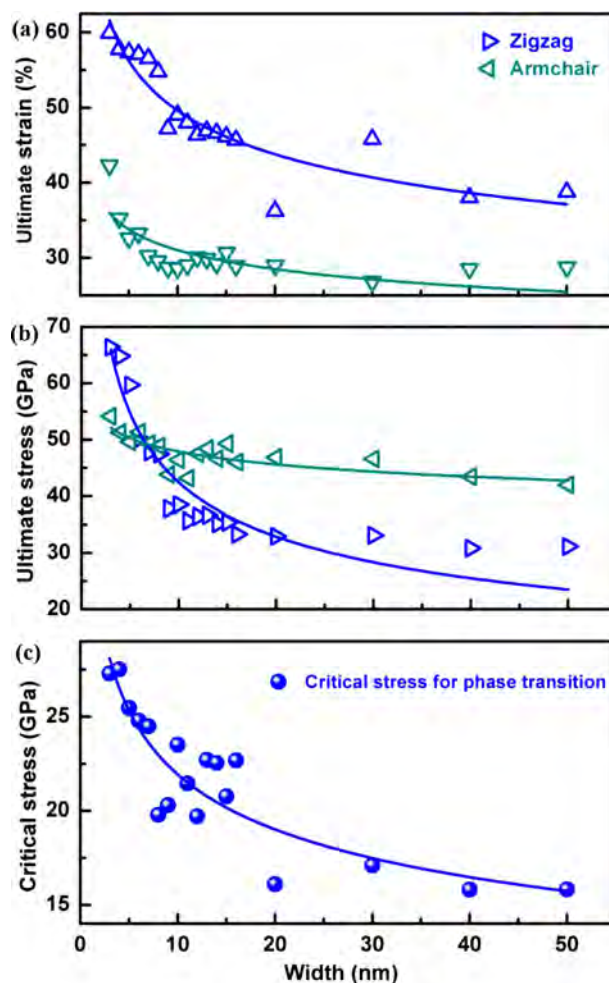 (a)
60
50
40
30
Ultimate strain (%)
Zigzag
Armchair
(b)
70
60
50
40
30
20
Ultimate stress (GPa)
(c)
25
20
15
Critical stress (GPa)
Critical stress for phase transition
0 10 20 30 40 50
Width (nm)